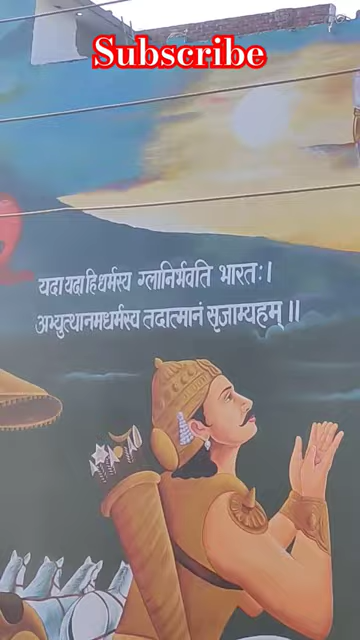 Subscribe
यदा यदा हि धर्मस्य ग्लानिर्भवति भारतः।
अभ्युत्थानमधर्मस्य तदात्मानं सृजाम्यहम्॥